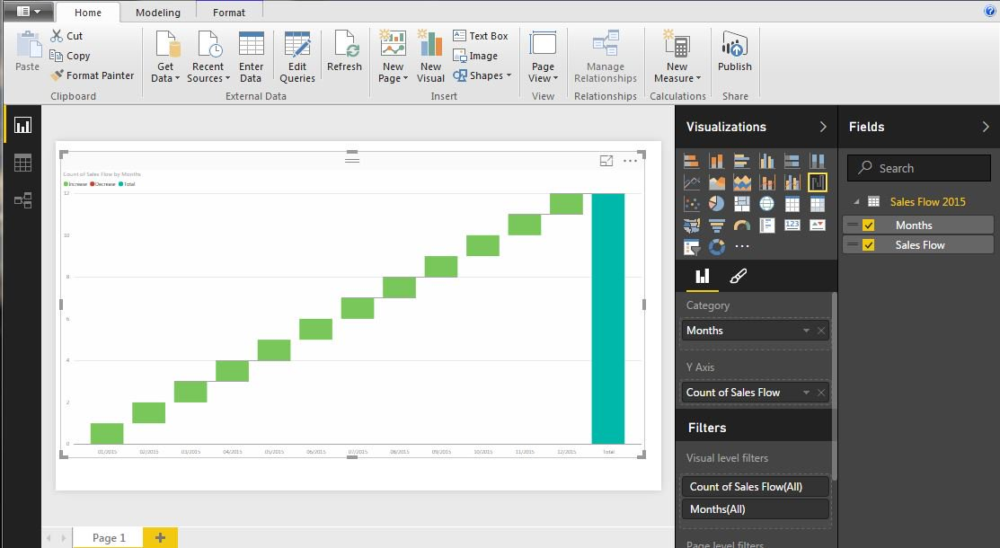 Home
Modeling
Format
Paste
Cut
Copy
Format Painter
Clipboard
Get Data
Recent Sources
Enter Data
Edit Queries
Refresh
External Data
New Page
New Visual
Text Box
Image
Shapes
Insert
Page View
View
Manage Relationships
Relationships
New Measure
Calculations
Publish
Share
Count of Sales Flow by Months
Increase Decrease Total
12
10
8
6
4
2
0
01/2015 02/2015 03/2015 04/2015 05/2015 06/2015 07/2015 08/2015 09/2015 10/2015 11/2015 12/2015 Total
Page 1
Visualizations
123
Category
Months
Y Axis
Count of Sales Flow
Filters
Visual level filters
Count of Sales Flow(All)
Months(All)
Page level filters
Fields
Search
Sales Flow 2015
Months
Sales Flow